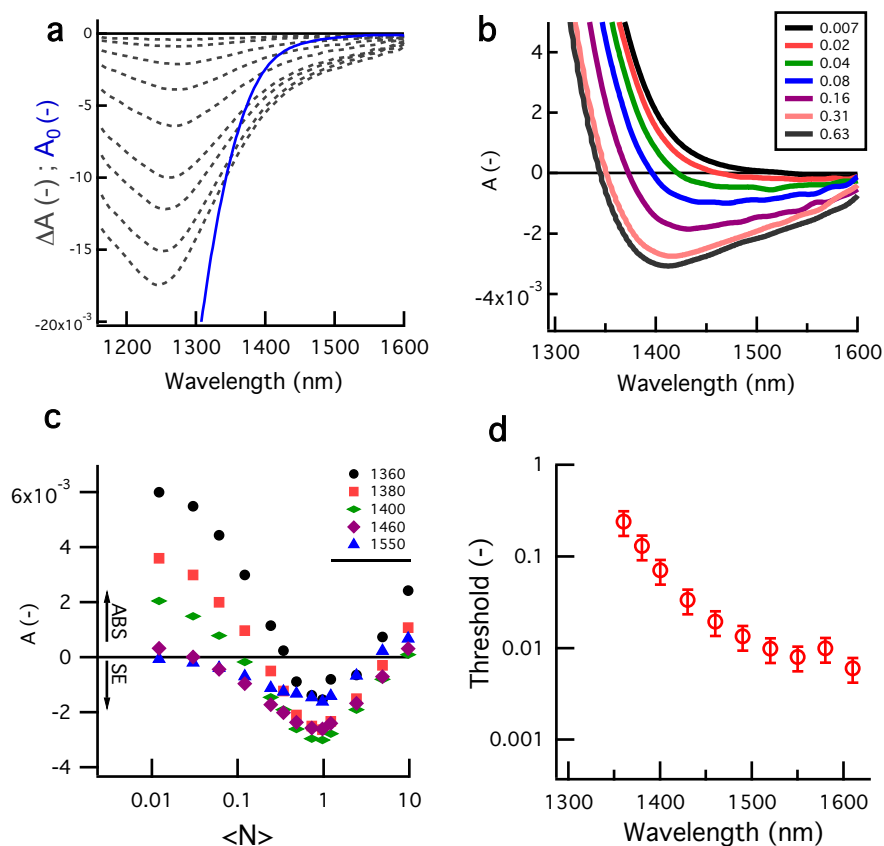 a
ΔA (-) ; A₀ (-)
0
-5
-10
-15
-20x10⁻³
1200 1300 1400 1500 1600
Wavelength (nm)
b
A (-)
4
2
0
-2
-4x10⁻³
0.007
0.02
0.04
0.08
0.16
0.31
0.63
1300 1400 1500 1600
Wavelength (nm)
c
A (-)
6x10⁻³
4
2
0
-2
-4
ABS
SE
1360
1380
1400
1460
1550
0.01 0.1 1 10
<N>
d
Threshold (-)
1
0.1
0.01
0.001
1300 1400 1500 1600
Wavelength (nm)